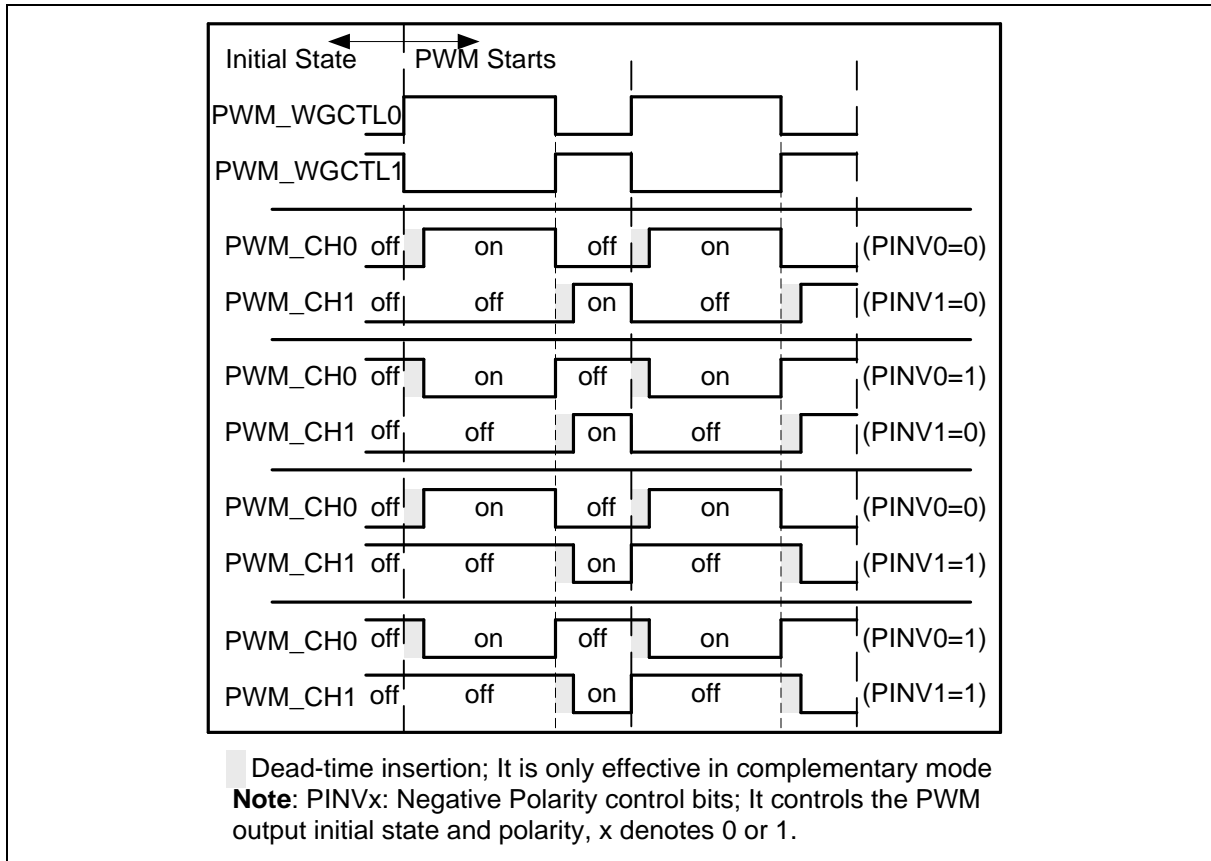 Initial State PWM Starts
PWM_WGCTL0
PWM_WGCTL1
PWM_CH0 off on off on (PINV0=0)
PWM_CH1 off off on off (PINV1=0)
PWM_CH0 off on off on (PINV0=1)
PWM_CH1 off off on off (PINV1=0)
PWM_CH0 off on off on (PINV0=0)
PWM_CH1 off off on off (PINV1=1)
PWM_CH0 off on off on (PINV0=1)
PWM_CH1 off off on off (PINV1=1)
Dead-time insertion; It is only effective in complementary mode
Note: PINVx: Negative Polarity control bits; It controls the PWM
output initial state and polarity, x denotes 0 or 1.